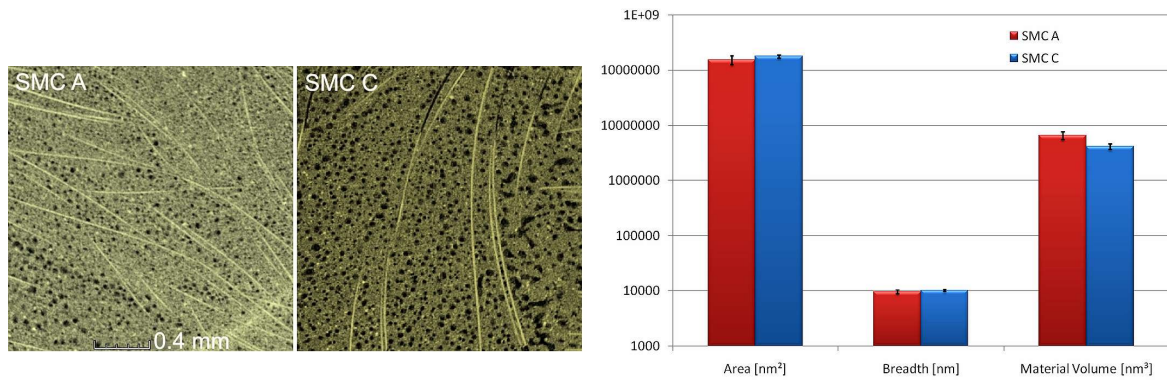 SMC A
0.4 mm
SMC C
1E+09
10000000
10000000
1000000
100000
10000
1000
SMC A
SMC C
Area [nm²]
Breadth [nm]
Material Volume [nm³]